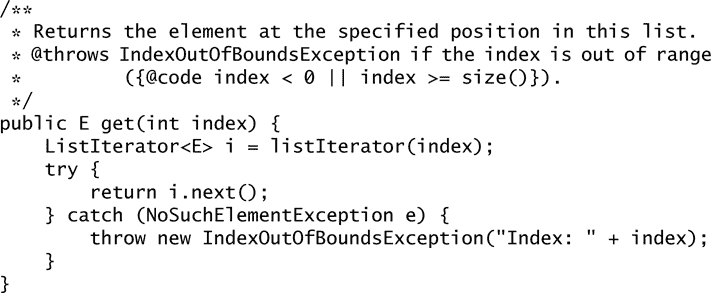 /**
 * Returns the element at the specified position in this list.
 * @throws IndexOutOfBoundsException if the index is out of range
 *         ({@code index < 0 || index >= size()}).
 */
public E get(int index) {
    ListIterator<E> i = listIterator(index);
    try {
        return i.next();
    } catch (NoSuchElementException e) {
        throw new IndexOutOfBoundsException("Index: " + index);
    }
}